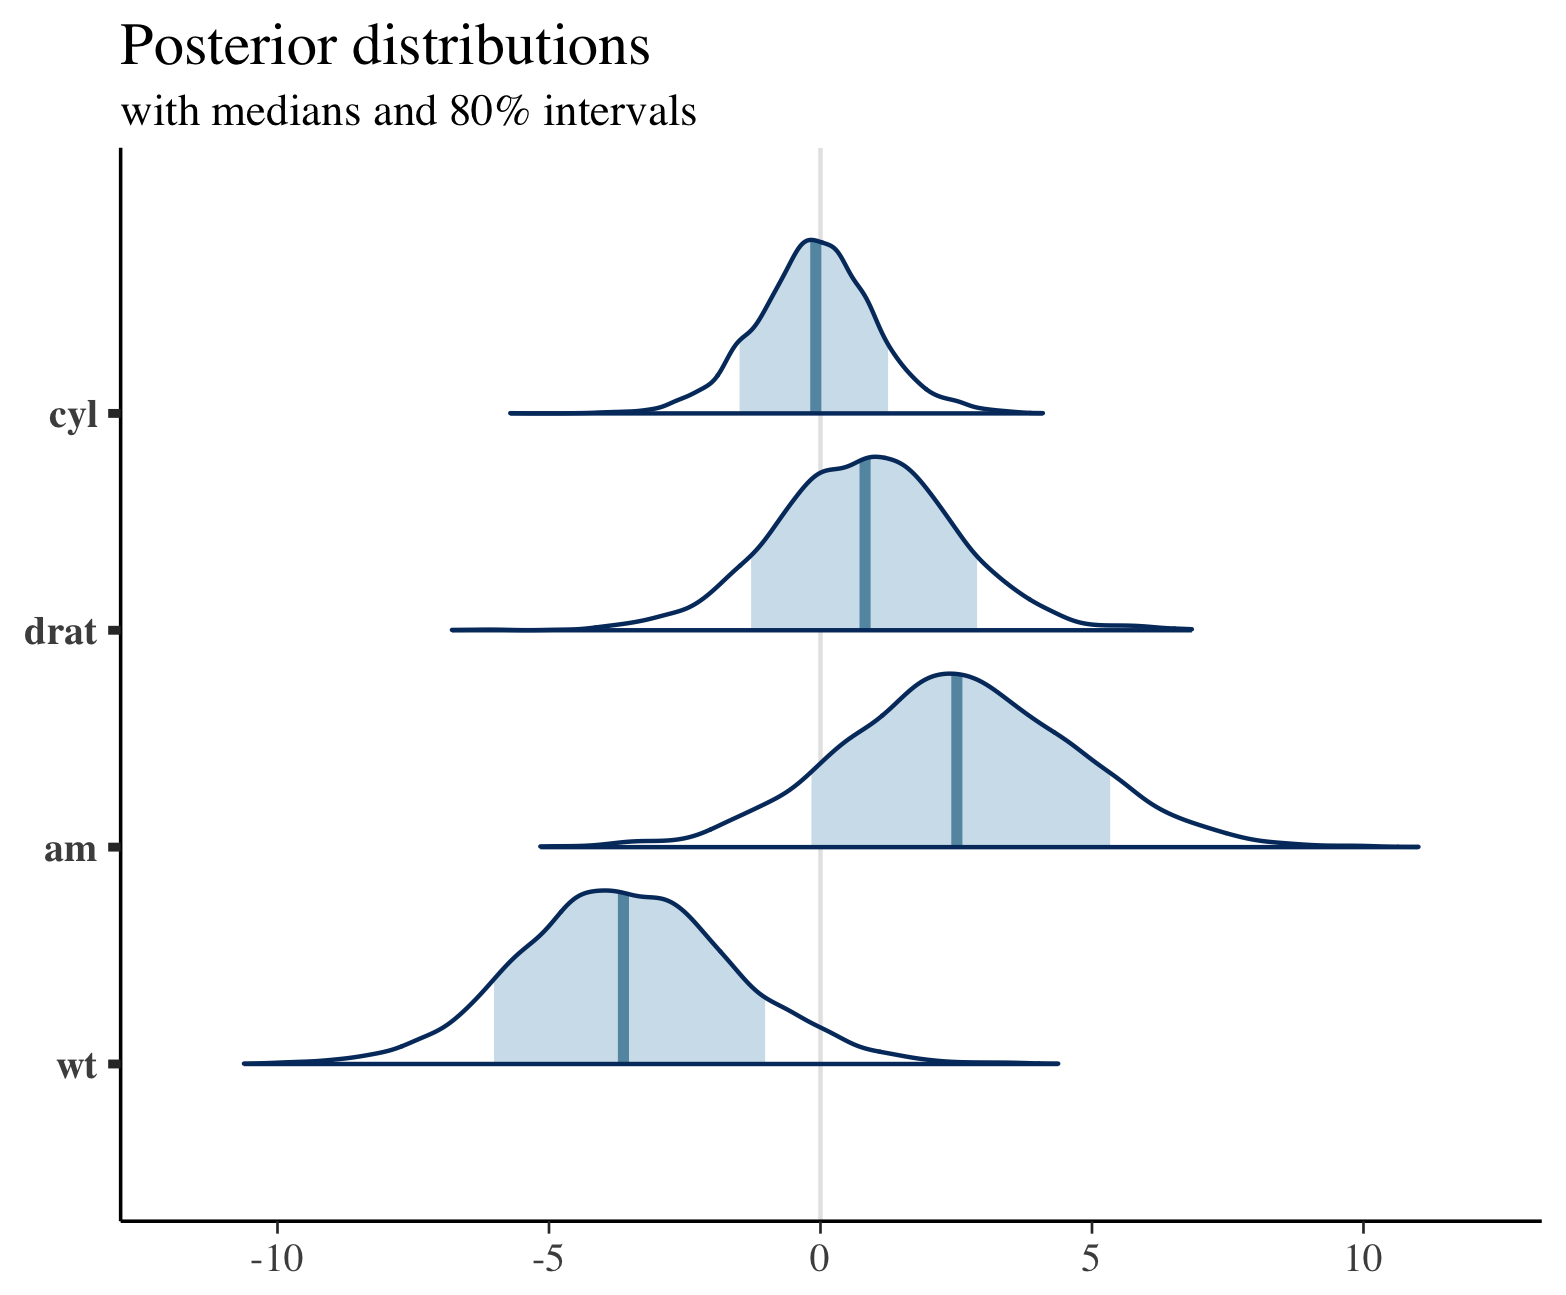 Posterior distributions
with medians and 80% intervals
cyl
drat
am
wt
-10 -5 0 5 10